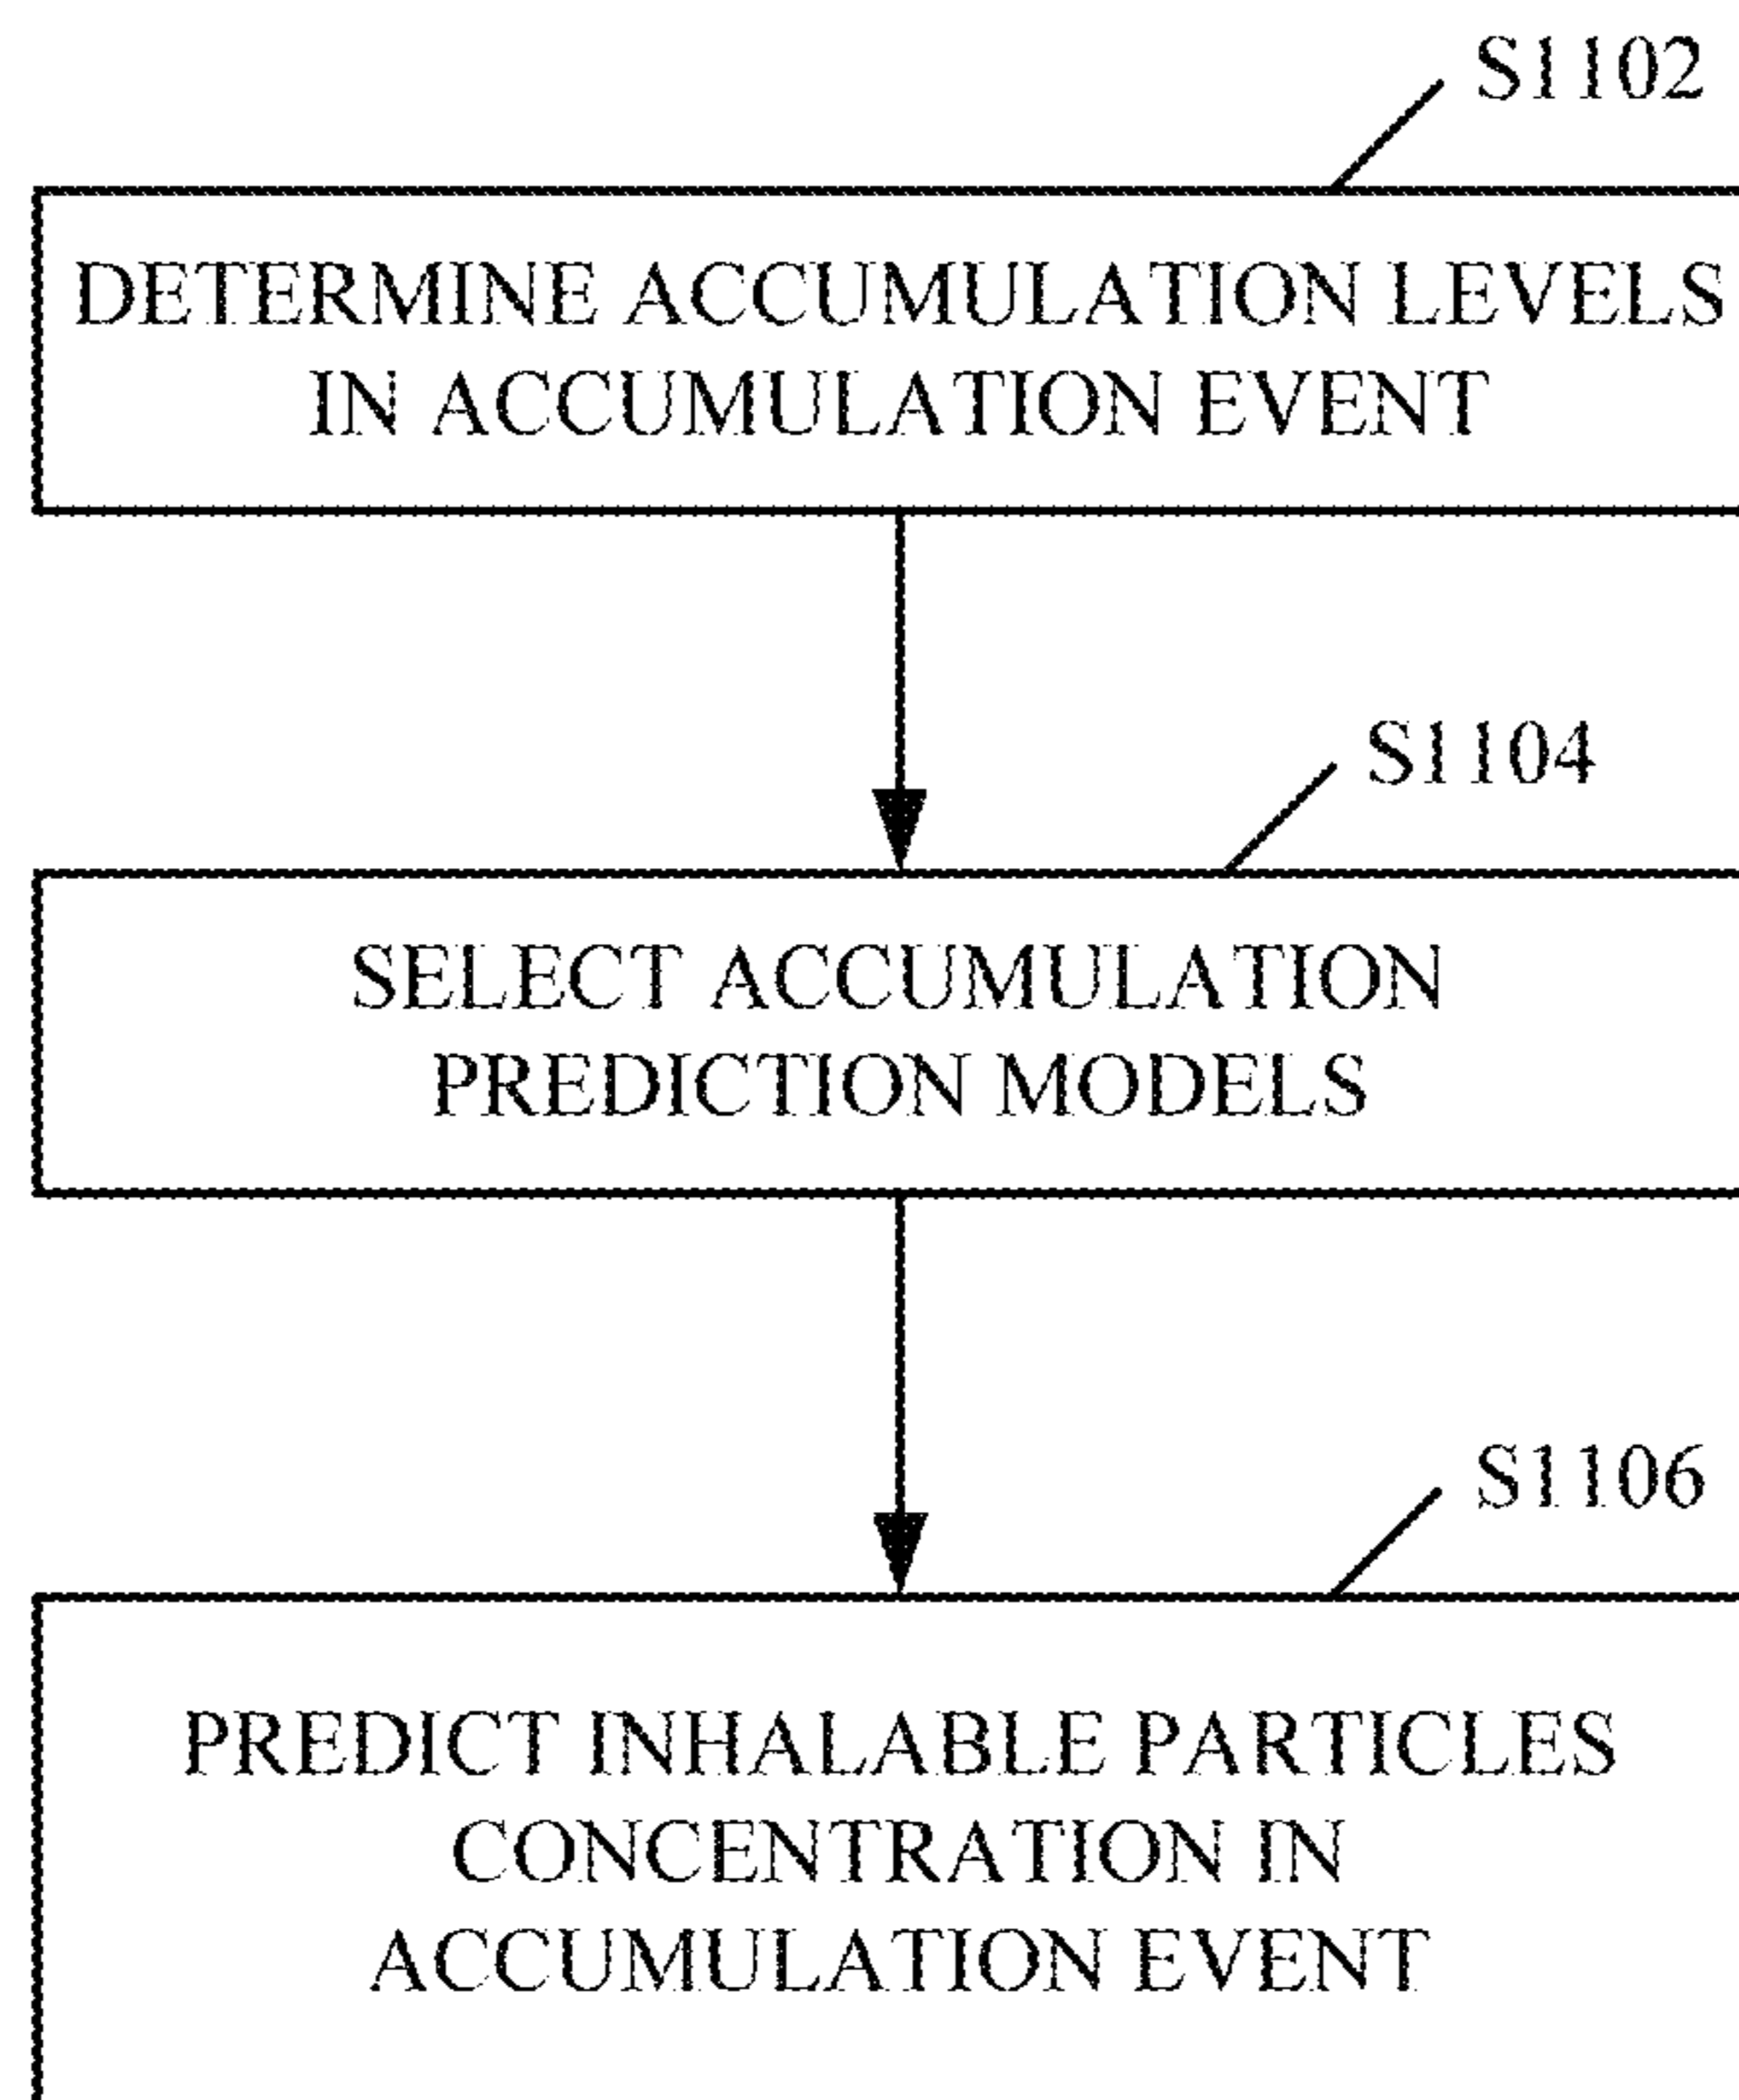 S1102
DETERMINE ACCUMULATION LEVELS
IN ACCUMULATION EVENT
S1104
SELECT ACCUMULATION
PREDICTION MODELS
S1106
PREDICT INHALABLE PARTICLES
CONCENTRATION IN
ACCUMULATION EVENT